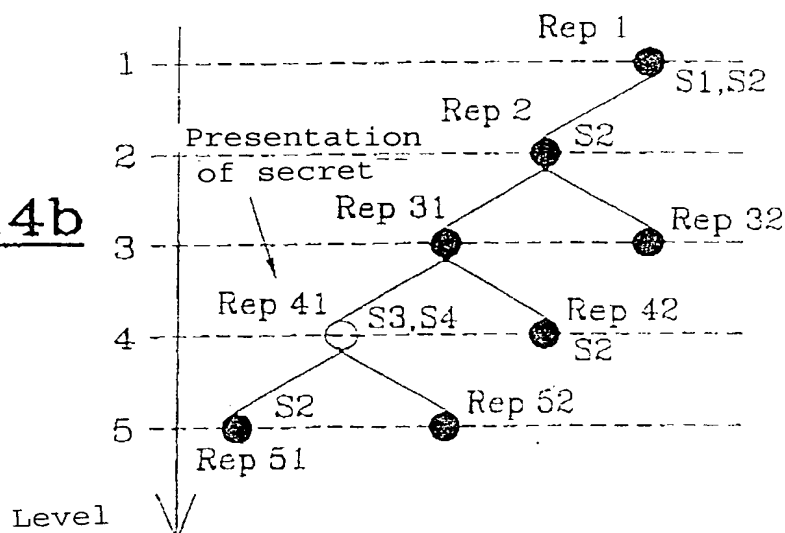 Rep 1
1
S1,S2
Rep 2
Presentation
of secret
S2
2
4b
Rep 31
Rep 32
3
Rep 41
S3,S4
Rep 42
4
S2
S2
Rep 52
5
Rep 51
Level